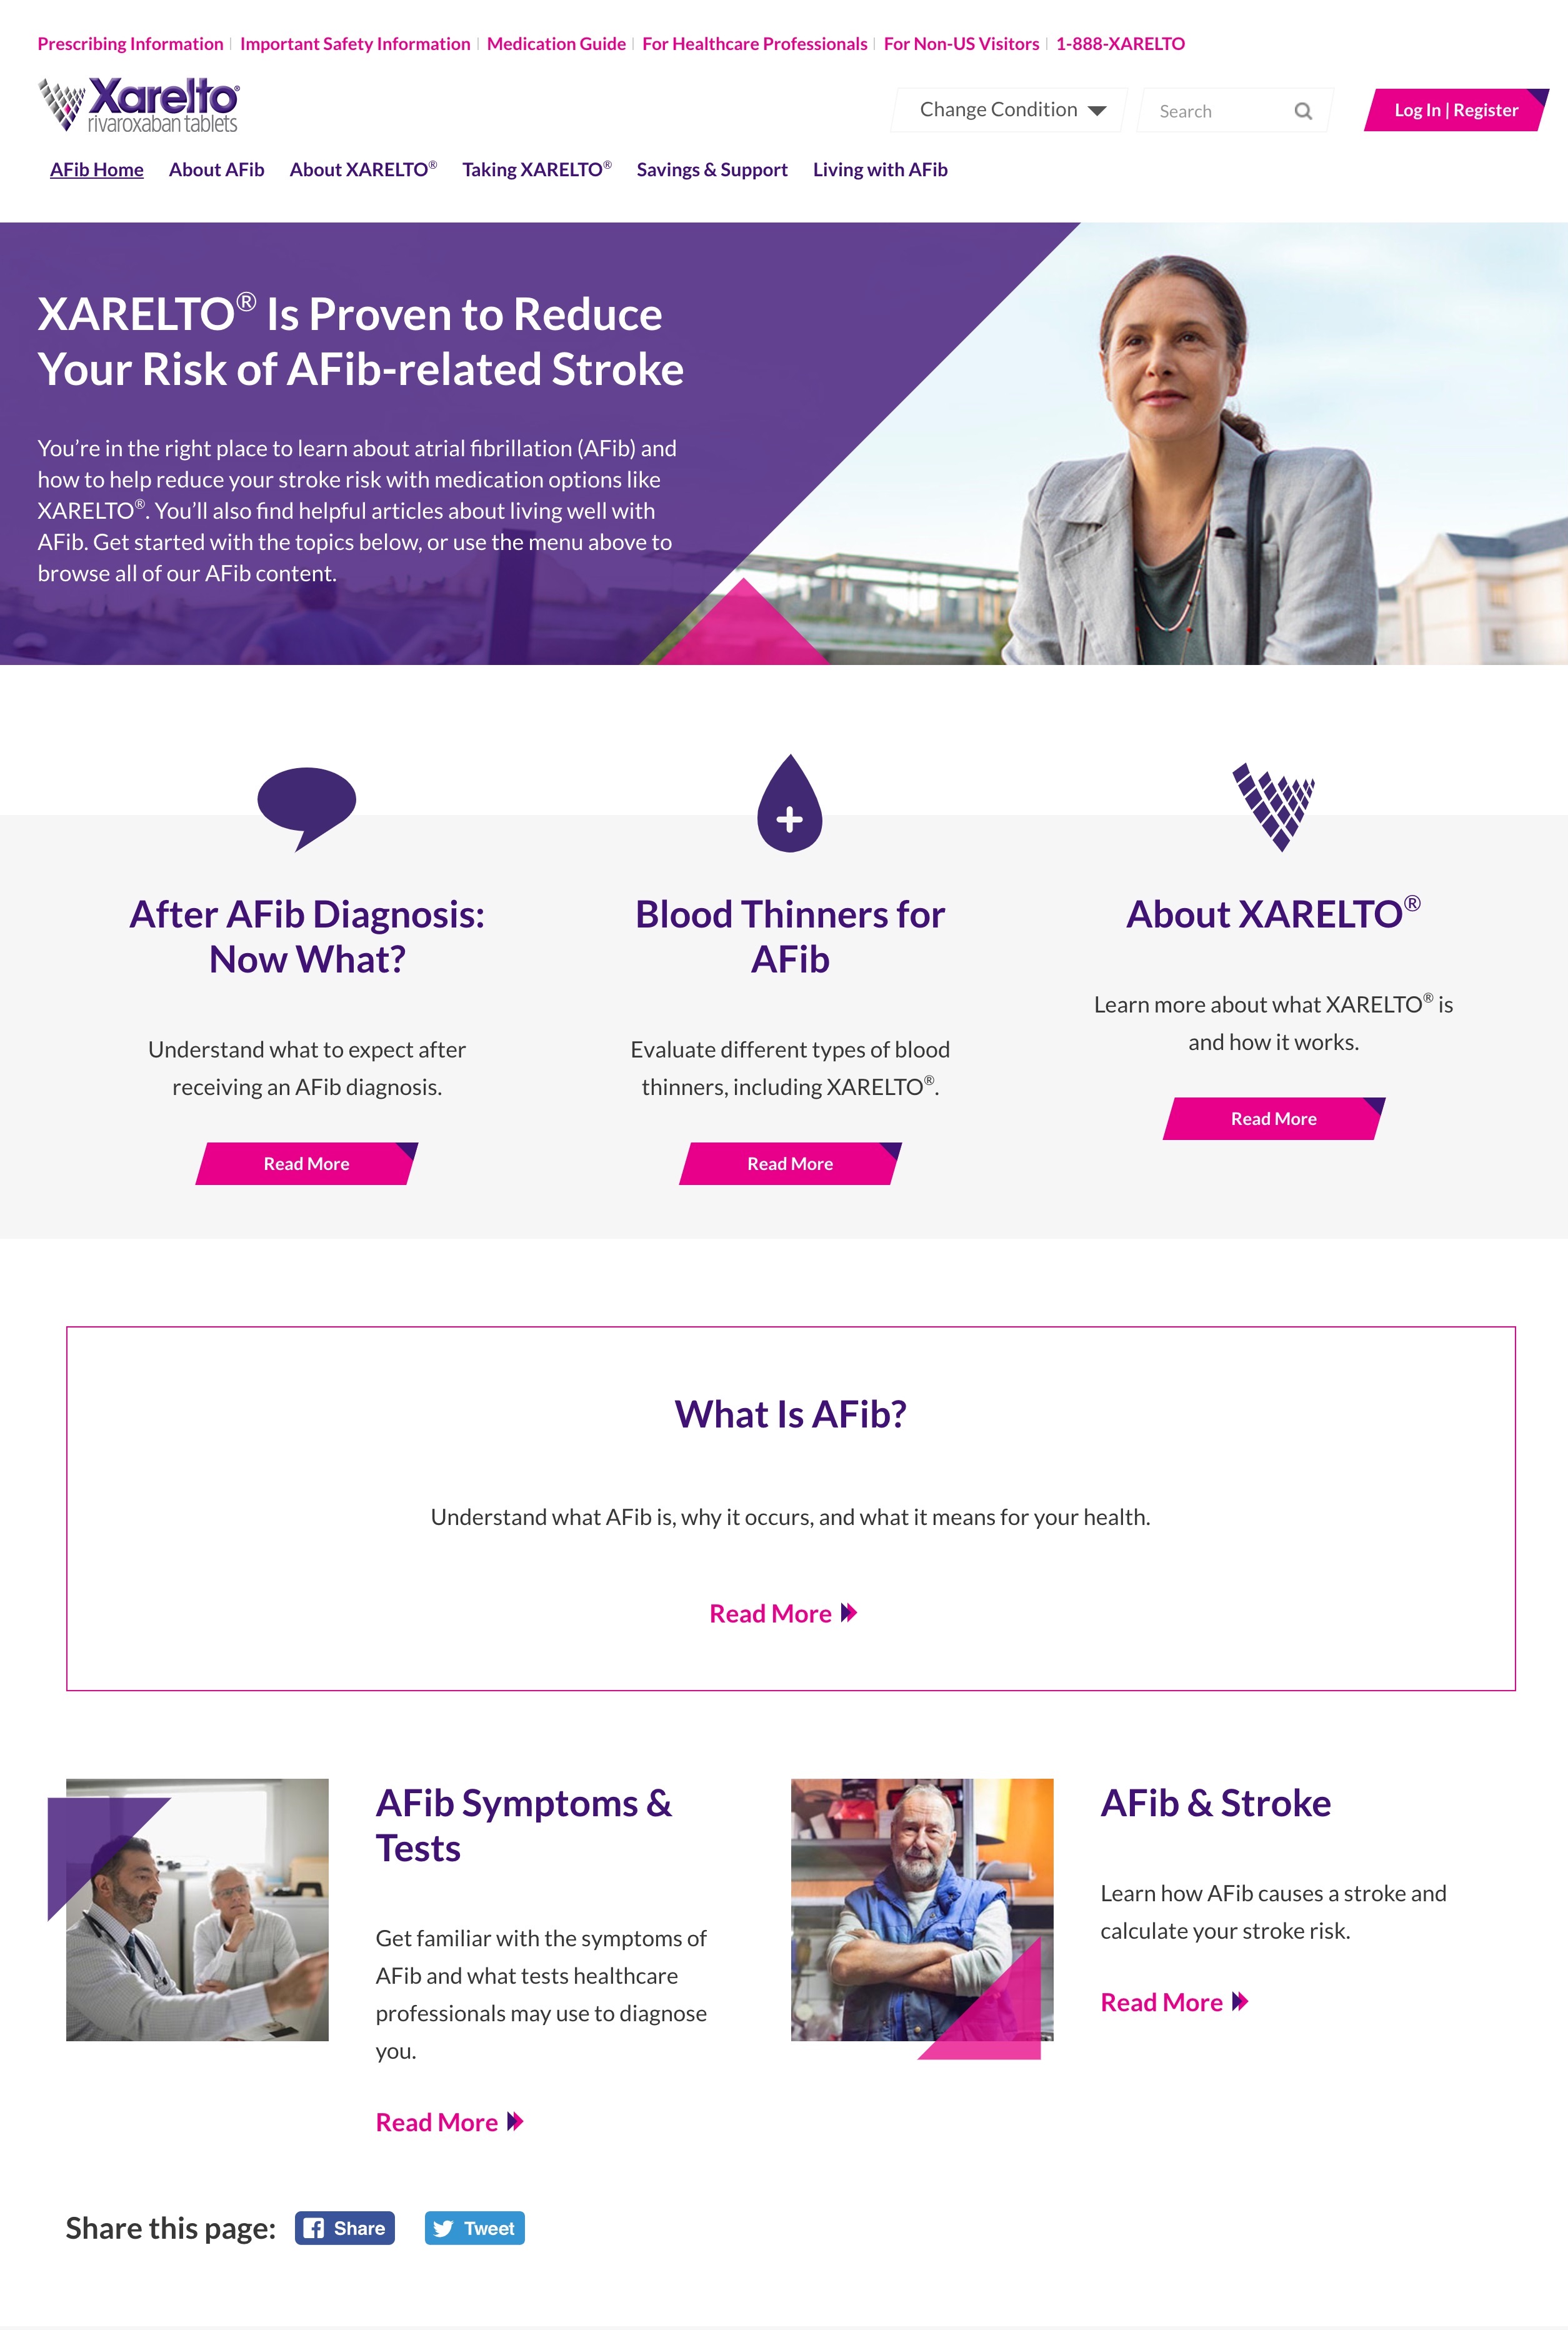 Prescribing Information | Important Safety Information | Medication Guide | For Healthcare Professionals | For Non-US Visitors | 1-888-XARELTO
Xarelto®
rivaroxaban tablets
Change Condition
Search
Log In | Register
AFib Home About AFib About XARELTO® Taking XARELTO® Savings & Support Living with AFib
XARELTO® Is Proven to Reduce
Your Risk of AFib-related Stroke
You’re in the right place to learn about atrial fibrillation (AFib) and
how to help reduce your stroke risk with medication options like
XARELTO®. You’ll also find helpful articles about living well with
AFib. Get started with the topics below, or use the menu above to
browse all of our AFib content.
After AFib Diagnosis:
Now What?
Understand what to expect after
receiving an AFib diagnosis.
Read More
Blood Thinners for
AFib
Evaluate different types of blood
thinners, including XARELTO®.
Read More
About XARELTO®
Learn more about what XARELTO® is
and how it works.
Read More
What Is AFib?
Understand what AFib is, why it occurs, and what it means for your health.
Read More
AFib Symptoms &
Tests
Get familiar with the symptoms of
AFib and what tests healthcare
professionals may use to diagnose
you.
Read More
AFib & Stroke
Learn how AFib causes a stroke and
calculate your stroke risk.
Read More
Share this page:
Share
Tweet